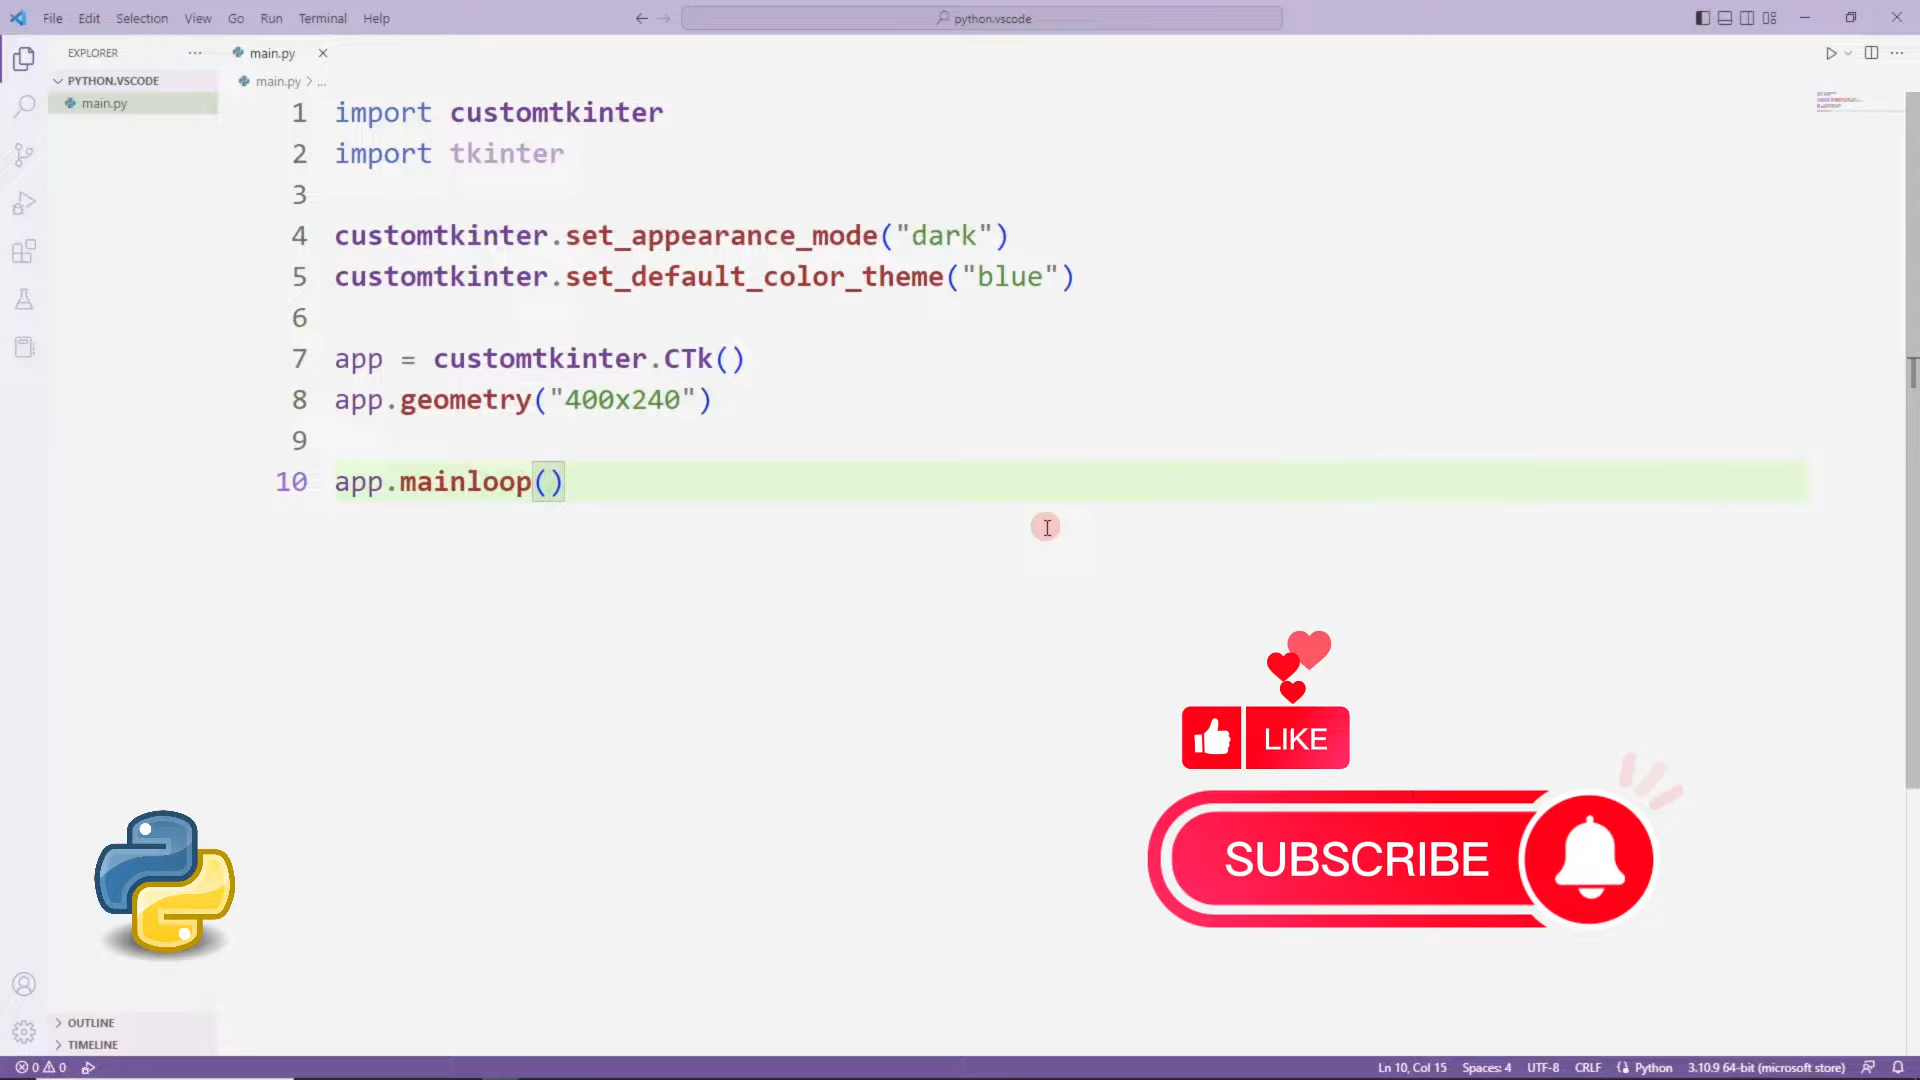 File Edit Selection View Go Run Terminal Help
python.vscode
EXPLORER
main.py
PYTHON.VSCODE
main.py > ...
main.py
1 import customtkinter
2 import tkinter
3
4 customtkinter.set_appearance_mode("dark")
5 customtkinter.set_default_color_theme("blue")
6
7 app = customtkinter.CTk()
8 app.geometry("400x240")
9
10 app.mainloop()
LIKE
SUBSCRIBE
OUTLINE
TIMELINE
0 0 Ln 10, Col 15 Spaces: 4 UTF-8 CRLF Python 3.10.9 64-bit (microsoft store)